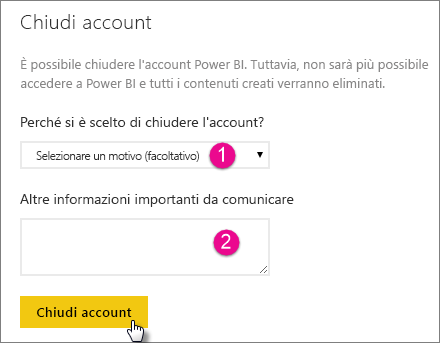 Chiudi account
È possibile chiudere l'account Power BI. Tuttavia, non sarà più possibile
accedere a Power BI e tutti i contenuti creati verranno eliminati.
Perché si è scelto di chiudere l'account?
Selezionare un motivo (facoltativo) 1
Altre informazioni importanti da comunicare
2
Chiudi account